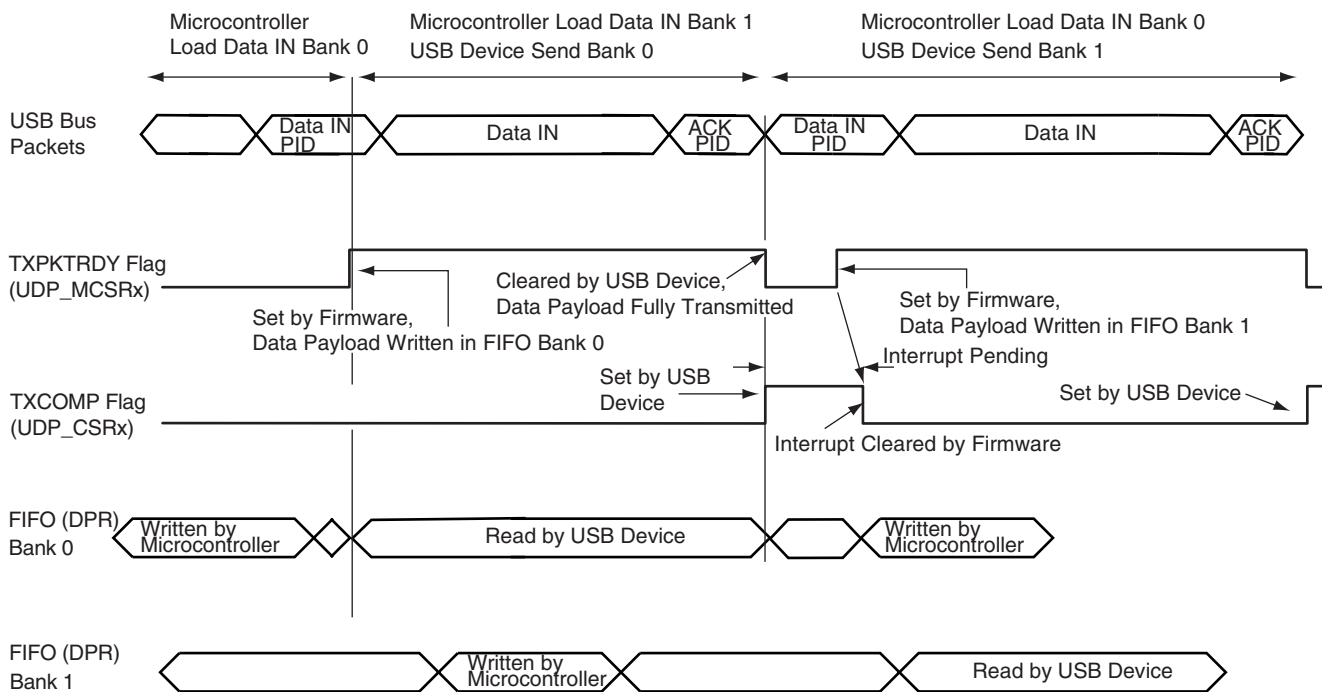 Microcontroller
Load Data IN Bank 0
Microcontroller Load Data IN Bank 1
USB Device Send Bank 0
Microcontroller Load Data IN Bank 0
USB Device Send Bank 1
USB Bus
Packets
Data IN
PID
Data IN
ACK
PID
Data IN
PID
Data IN
ACK
PID
TXPKTRDY Flag
(UDP_MCSRx)
Set by Firmware,
Data Payload Written in FIFO Bank 0
Cleared by USB Device,
Data Payload Fully Transmitted
Set by Firmware,
Data Payload Written in FIFO Bank 1
Interrupt Pending
Set by USB
Device
TXCOMP Flag
(UDP_CSRx)
Set by USB Device
Interrupt Cleared by Firmware
FIFO (DPR)
Bank 0
Written by
Microcontroller
Read by USB Device
Written by
Microcontroller
FIFO (DPR)
Bank 1
Written by
Microcontroller
Read by USB Device